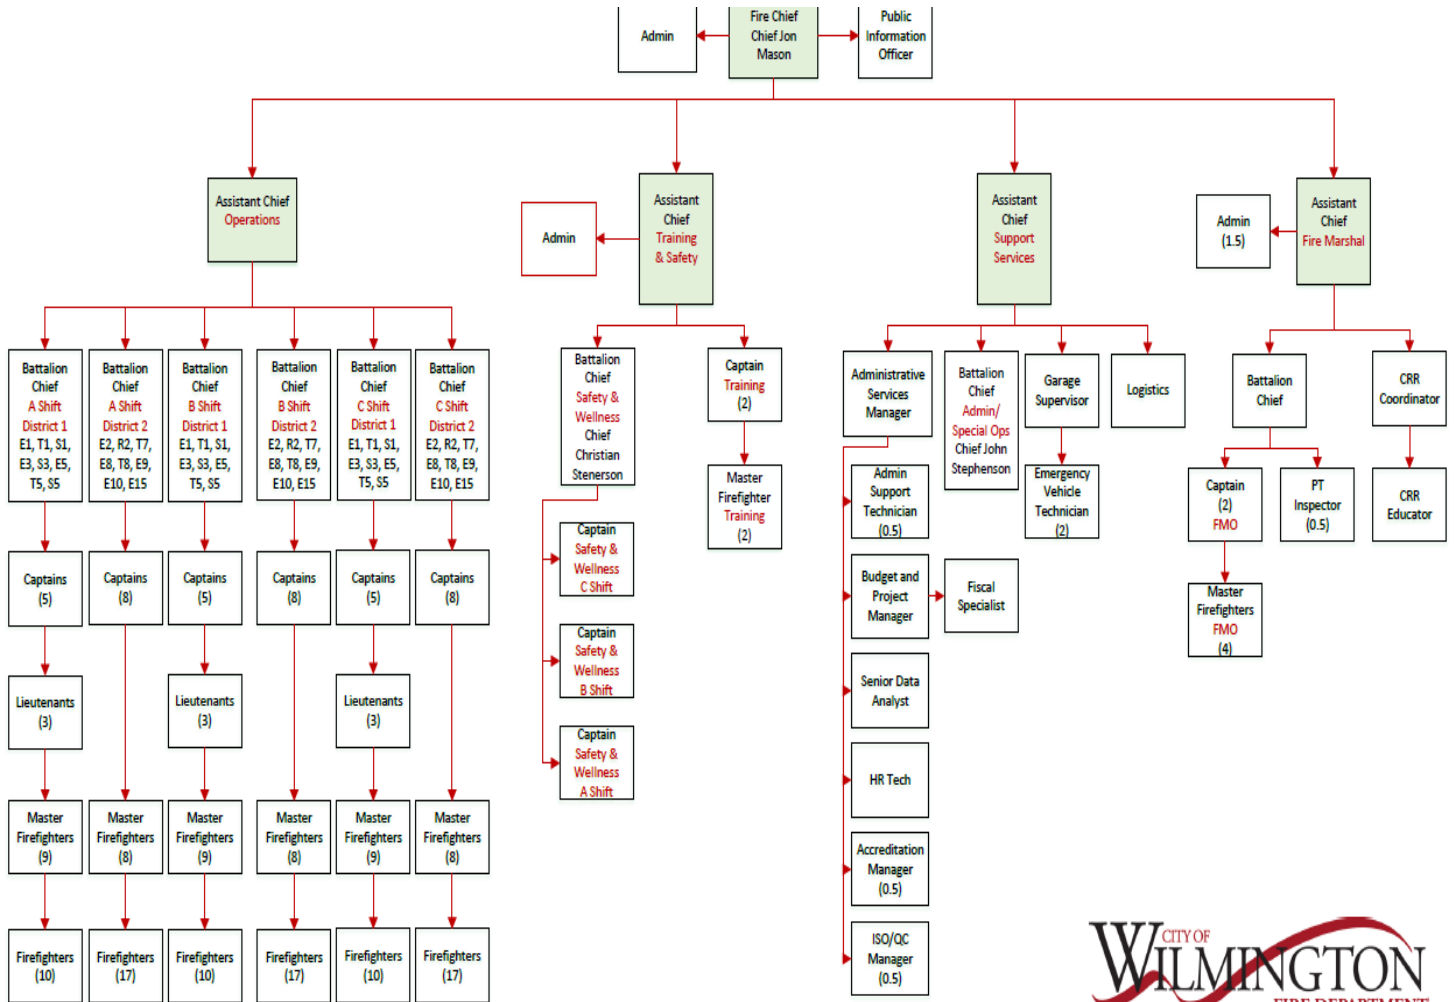 Admin
Fire Chief
Chief Jon
Mason
Public
Information
Officer
Assistant Chief
Operations
Admin
Assistant
Chief
Training
& Safety
Assistant
Chief
Support
Services
Admin
(1.5)
Assistant
Chief
Fire Marshal
Battalion
Chief
A Shift
District 1
E1, T1, S1,
E3, S3, E5,
T5, S5
Battalion
Chief
A Shift
District 2
E2, R2, T7,
E8, T8, E9,
E10, E15
Battalion
Chief
B Shift
District 1
E1, T1, S1,
E3, S3, E5,
T5, S5
Battalion
Chief
B Shift
District 2
E2, R2, T7,
E8, T8, E9,
E10, E15
Battalion
Chief
C Shift
District 1
E1, T1, S1,
E3, S3, E5,
T5, S5
Battalion
Chief
C Shift
District 2
E2, R2, T7,
E8, T8, E9,
E10, E15
Captains
(5)
Captains
(8)
Captains
(5)
Captains
(8)
Captains
(5)
Captains
(8)
Lieutenants
(3)
Lieutenants
(3)
Lieutenants
(3)
Master
Firefighters
(9)
Master
Firefighters
(8)
Master
Firefighters
(9)
Master
Firefighters
(8)
Master
Firefighters
(9)
Master
Firefighters
(8)
Firefighters
(10)
Firefighters
(17)
Firefighters
(10)
Firefighters
(17)
Firefighters
(10)
Firefighters
(17)
Battalion
Chief
Safety &
Wellness
Chief
Christian
Stenerson
Captain
Training
(2)
Master
Firefighter
Training
(2)
Captain
Safety &
Wellness
C Shift
Captain
Safety &
Wellness
B Shift
Captain
Safety &
Wellness
A Shift
Administrative
Services
Manager
Battalion
Chief
Admin/
Special Ops
Chief John
Stephenson
Garage
Supervisor
Logistics
Admin
Support
Technician
(0.5)
Emergency
Vehicle
Technician
(2)
Budget and
Project
Manager
Fiscal
Specialist
Senior Data
Analyst
HR Tech
Accreditation
Manager
(0.5)
ISO/QC
Manager
(0.5)
Battalion
Chief
CRR
Coordinator
Captain
(2)
FMO
PT
Inspector
(0.5)
CRR
Educator
Master
Firefighters
FMO
(4)
CITY OF
WILMINGTON
FIRE DEPARTMENT